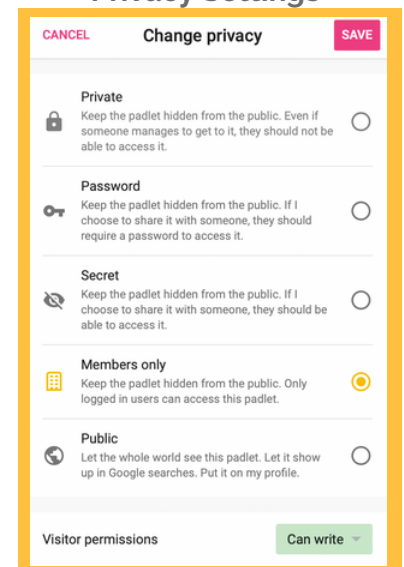 Privacy Settings
CANCEL Change privacy SAVE
Private
Keep the padlet hidden from the public. Even if
someone manages to get to it, they should not be
able to access it.
Password
Keep the padlet hidden from the public. If I
choose to share it with someone, they should
require a password to access it.
Secret
Keep the padlet hidden from the public. If I
choose to share it with someone, they should be
able to access it.
Members only
Keep the padlet hidden from the public. Only
logged in users can access this padlet.
Public
Let the whole world see this padlet. Let it show
up in Google searches. Put it on my profile.
Visitor permissions Can write